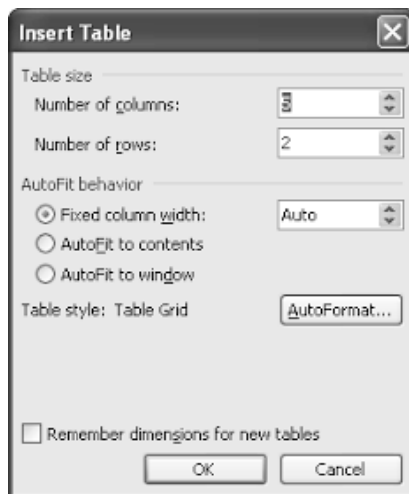 Insert Table
Table size
Number of columns:
Number of rows: 2
AutoFit behavior
Fixed column width: Auto
AutoFit to contents
AutoFit to window
Table style: Table Grid AutoFormat...
Remember dimensions for new tables
OK Cancel